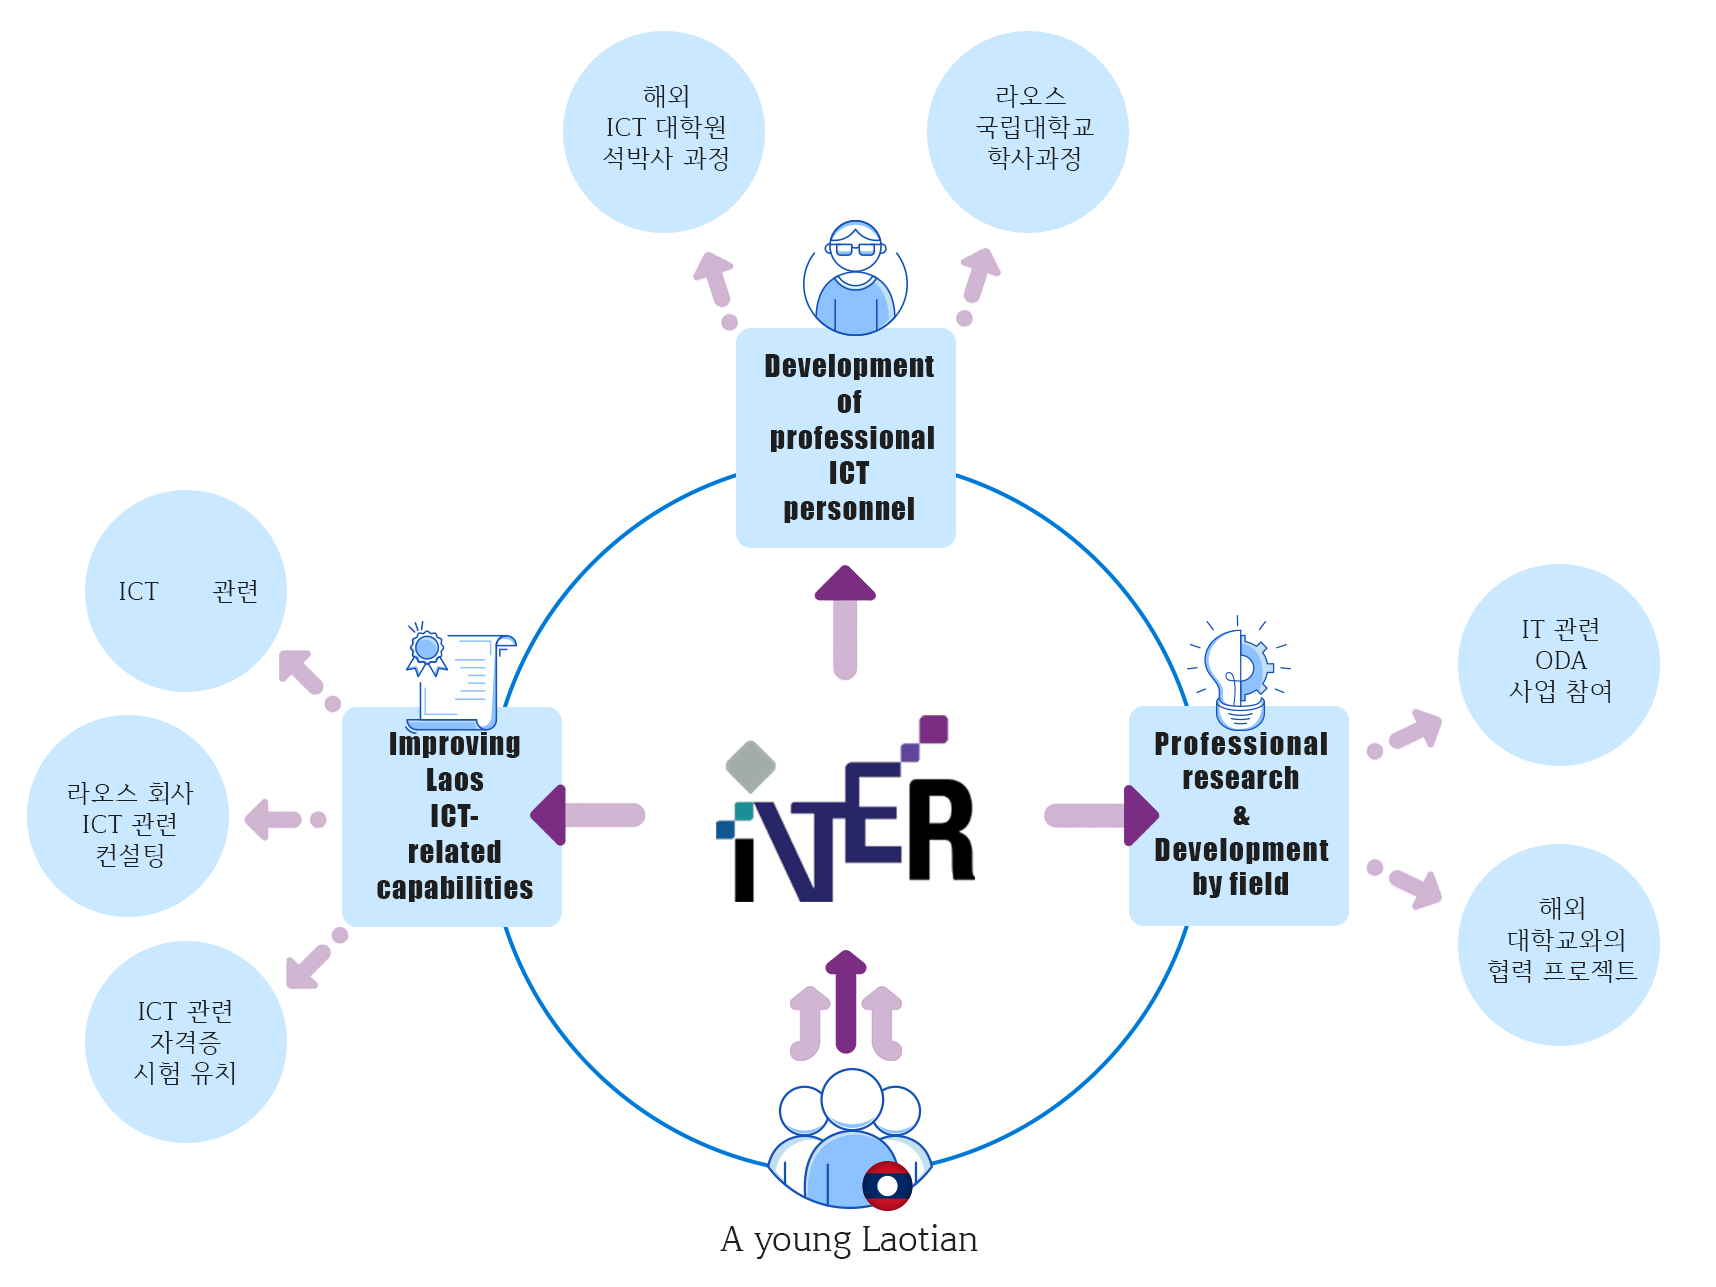 해외
ICT 대학원
석박사 과정
라오스
국립대학교
학사과정
Development
of
professional
ICT
personnel
ICT 관련
라오스 회사
ICT 관련
컨설팅
ICT 관련
자격증
시험 유치
Improving
Laos
ICT-
related
capabilities
iNTER
Professional
research
&
Development
by field
IT 관련
ODA
사업 참여
해외
대학교와의
협력 프로젝트
A young Laotian